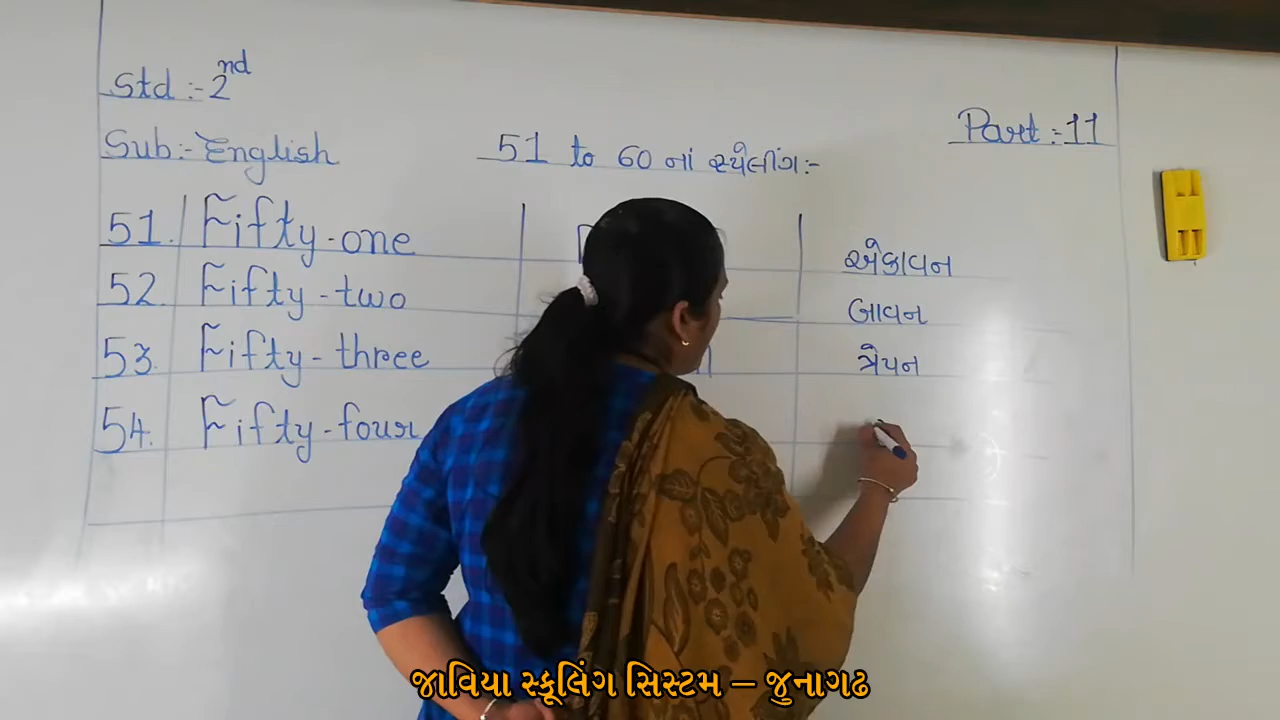 Std :- 2nd
Sub:- English
Part :- 11
51 to 60 નાં સ્પેલીંગ:-
51. Fifty-one એકાવન
52. Fifty-two બાવન
53. Fifty-three ત્રેપન
54. Fifty-four
જાવિયા સ્કૂલિંગ સિસ્ટમ – જુનાગઢ